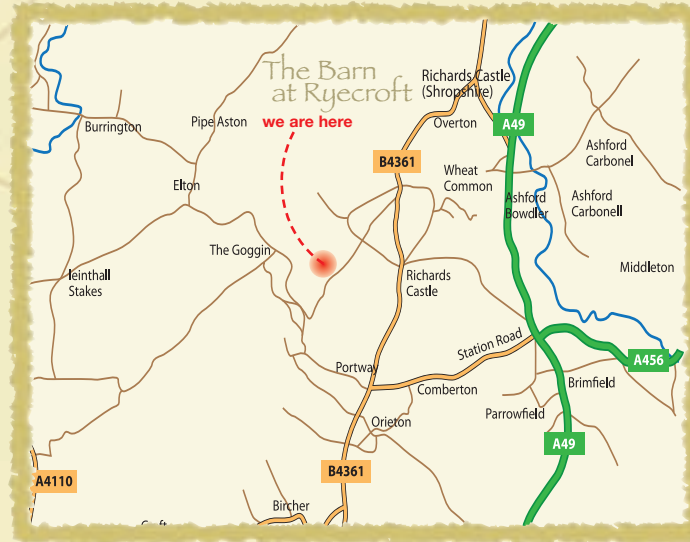 The Barn
at Ryecroft
we are here
Richards Castle
(Shropshire)
Burrington
Pipe Aston
Overton
A49
B4361
Ashford
Carbonel
Elton
Wheat
Common
Ashford
Bowdler
Ashford
Carbonell
The Goggin
Middleton
leinthall
Stakes
Richards
Castle
Station Road
A456
Portway
Comberton
Brimfield
Parrowfield
Orieton
A49
B4361
A4110
Bircher